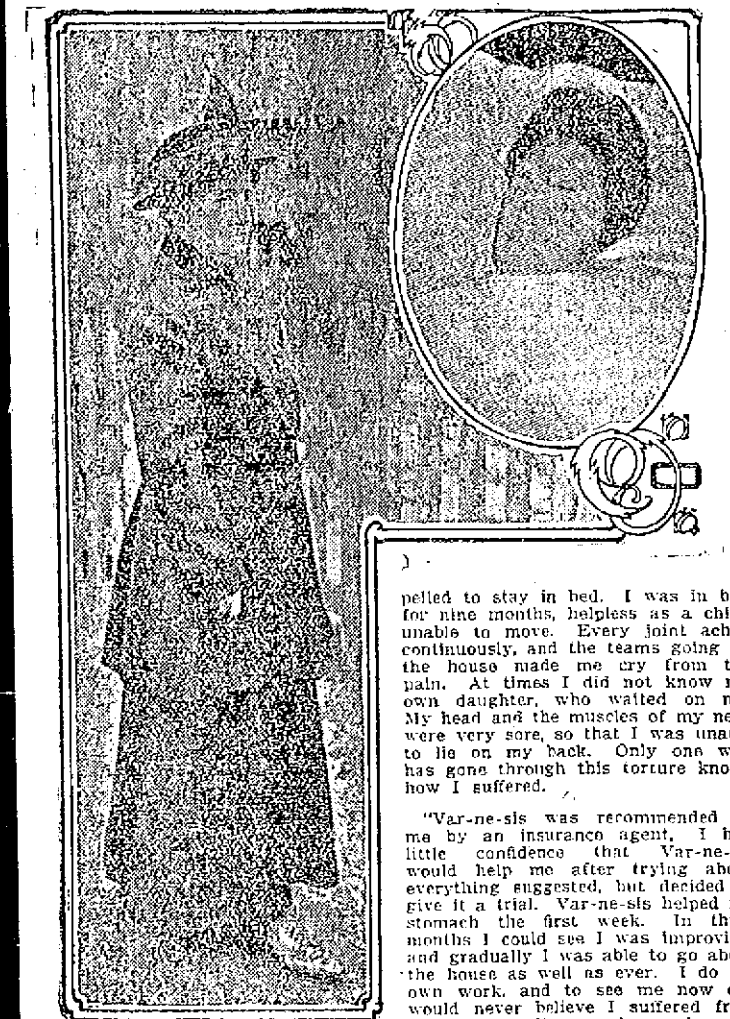 pelled to stay in bed. I was in b
for nine months, helpless as a chi
unable to move. Every joint ach
continuously, and the teams going
the house made me cry from t
pain. At times I did not know
own daughter, who waited on m
My head and the muscles of my ne
were very sore, so that I was una
to lie on my back. Only one w
has gone through this torture kno
how I suffered.
"Var-ne-sis was recommended
me by an insurance agent. I h
little confidence that Var-ne-
would help me after trying abo
everything suggested, but decided
give it a trial. Var-ne-sis helped
stomach the first week. In th
months I could see I was improvi
and gradually I was able to go abo
the house as well as ever. I do
own work, and to see me now
would never believe I suffered fr